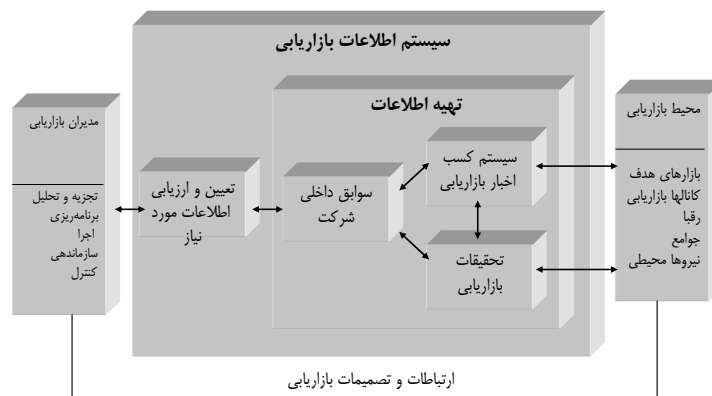 سیستم اطلاعات بازاریابی
تهیه اطلاعات
محیط بازاریابی
بازارهای هدف
کانالها بازاریابی
رقبا
جوامع
نیروها محیطی
سیستم کسب
اخبار بازاریابی
تحقیقات
بازاریابی
سوابق داخلی
شرکت
تعیین و ارزیابی
اطلاعات مورد
نیاز
مدیران بازاریابی
تجزیه و تحلیل
برنامه‌ریزی
اجرا
سازماندهی
کنترل
ارتباطات و تصمیمات بازاریابی